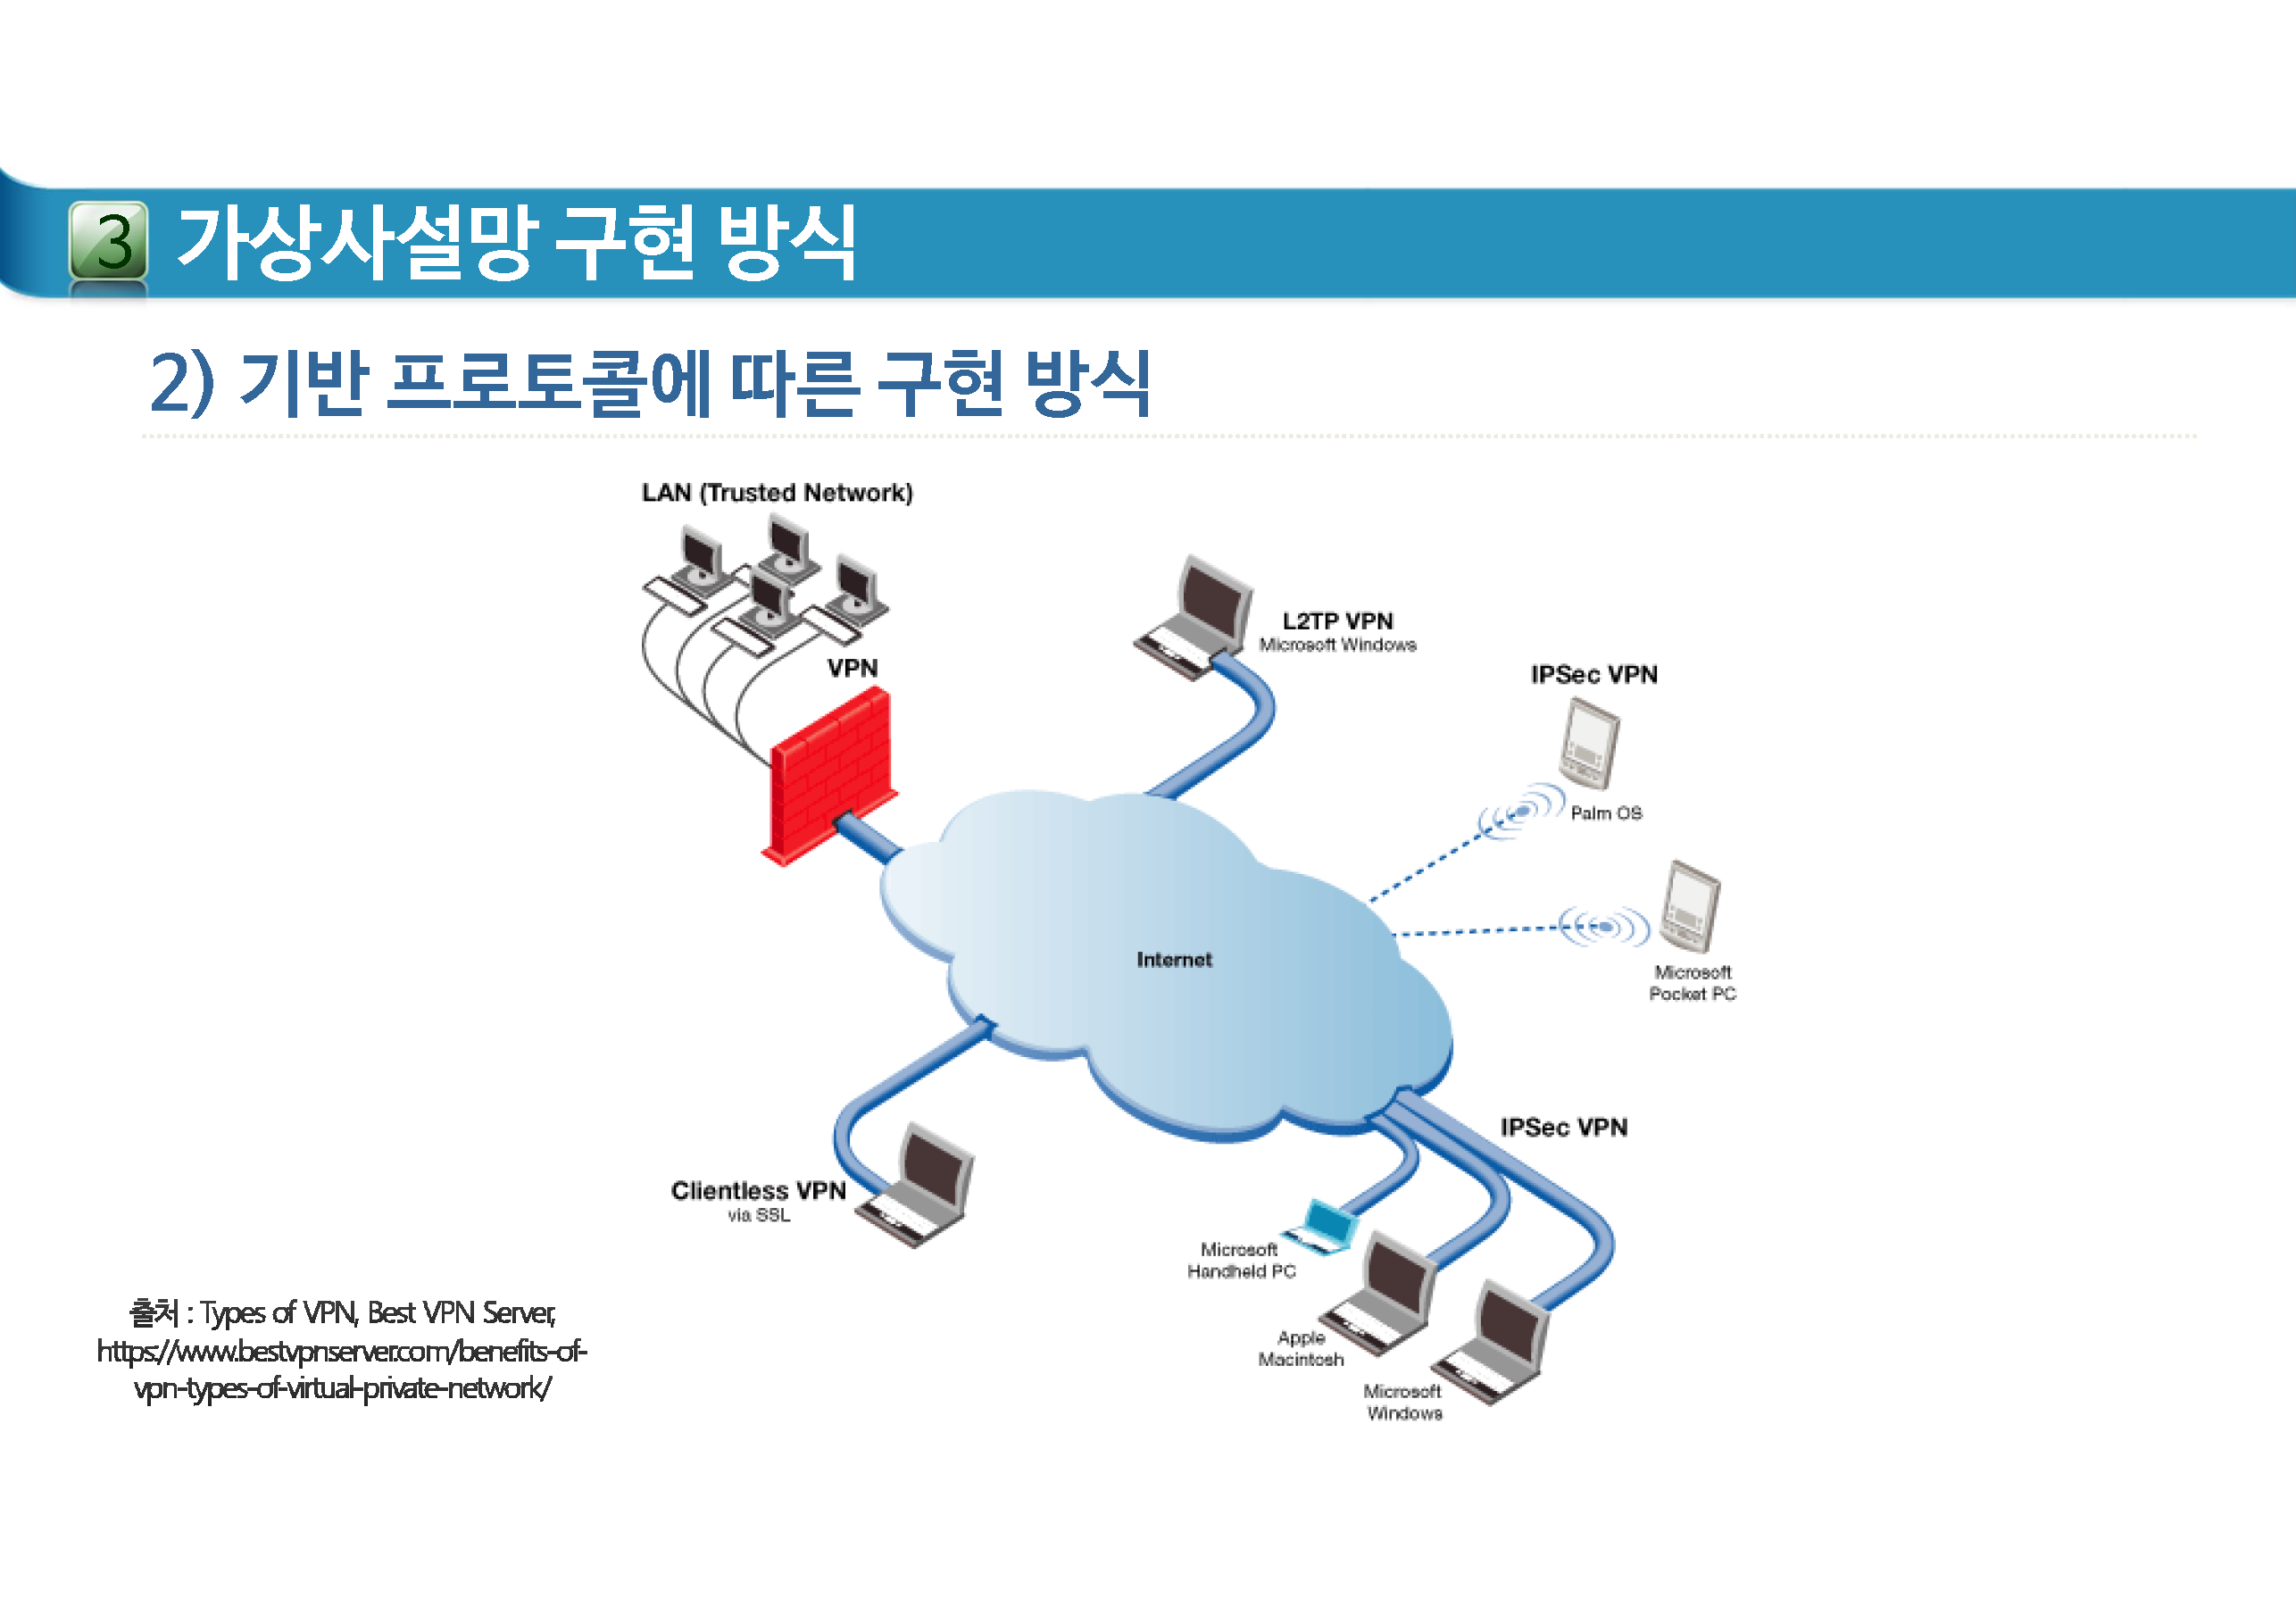 3 가상사설망 구현 방식
2) 기반 프로토콜에 따른 구현 방식
LAN (Trusted Network)
VPN
L2TP VPN
Microsoft Windows
IPSec VPN
Palm OS
Microsoft
Pocket PC
Internet
IPSec VPN
Clientless VPN
via SSL
Microsoft
Handheld PC
Apple
Macintosh
Microsoft
Windows
출처 : Types of VPN, Best VPN Server,
https://www.bestvpnserver.com/benefits-of-
vpn-types-of-virtual-private-network/